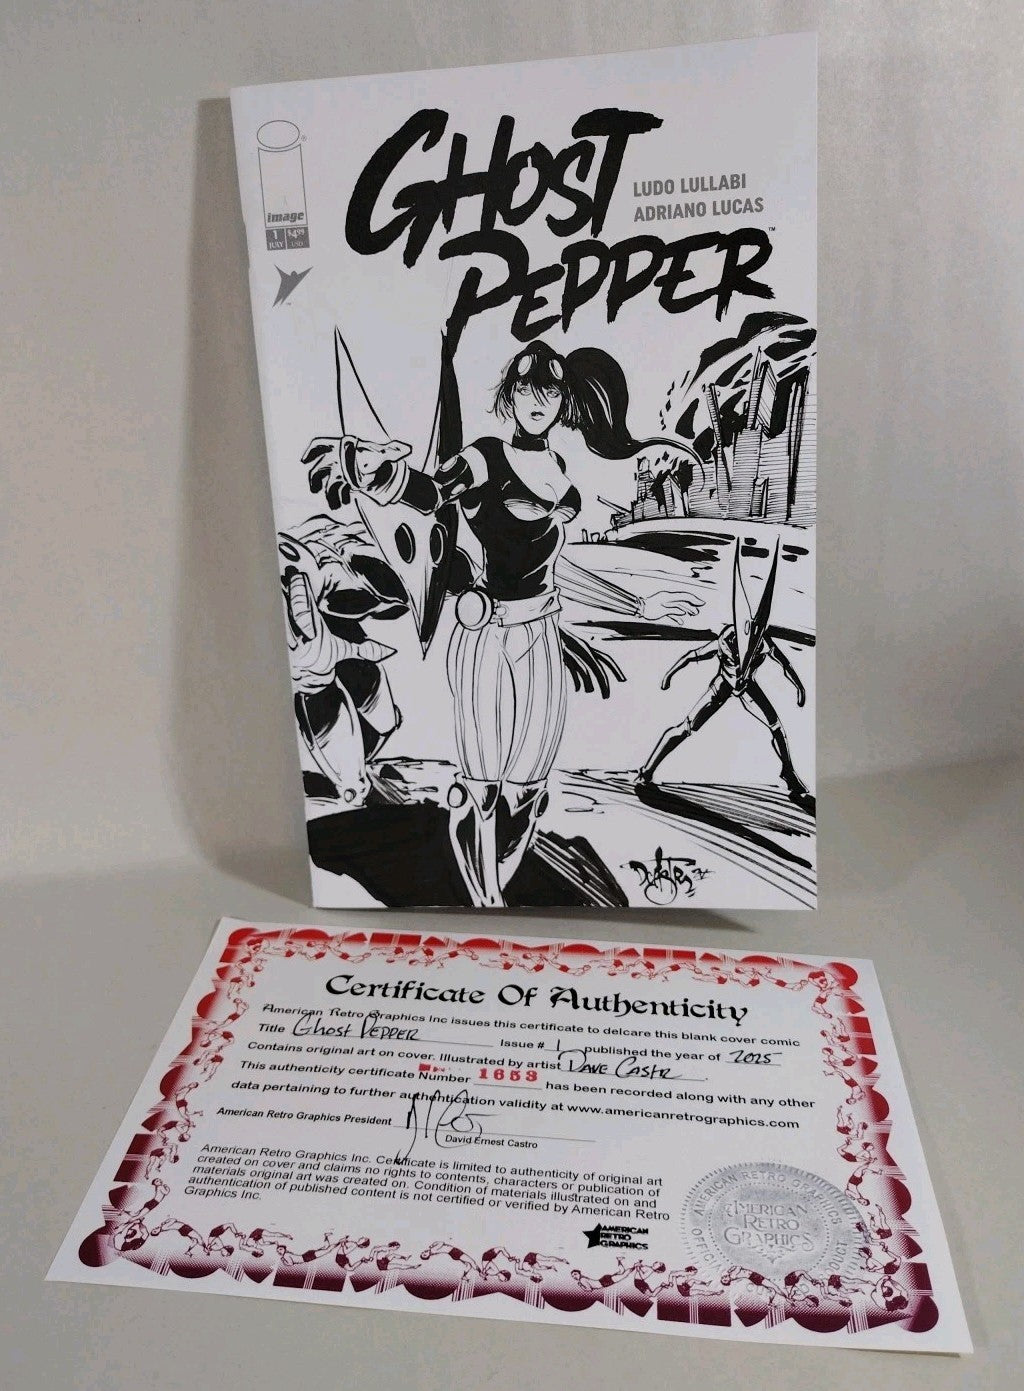 GHOST
PEPPER™
LUDO LULLABI
ADRIANO LUCAS
®
image
1 $4.99
JULY USD
Certificate Of Authenticity
American Retro Graphics Inc issues this certificate to delcare this blank cover comic
Title Ghost Pepper Issue # 1 published the year of 2025
Contains original art on cover. Illustrated by artist Dave Castr
This authenticity certificate Number 1653 has been recorded along with any other
data pertaining to further authentication validity at www.americanretrographics.com
American Retro Graphics President
David Ernest Castro
American Retro Graphics Inc. Certificate is limited to authenticity of original art
created on cover and claims no rights to contents, characters or publication of
materials original art was created on. Condition of materials illustrated on and
authentication of published content is not certified or verified by American Retro
Graphics Inc.
AMERICAN
RETRO
GRAPHICS
AMERICAN RETRO GRAPHICS
AMERICAN
RETRO
GRAPHICS